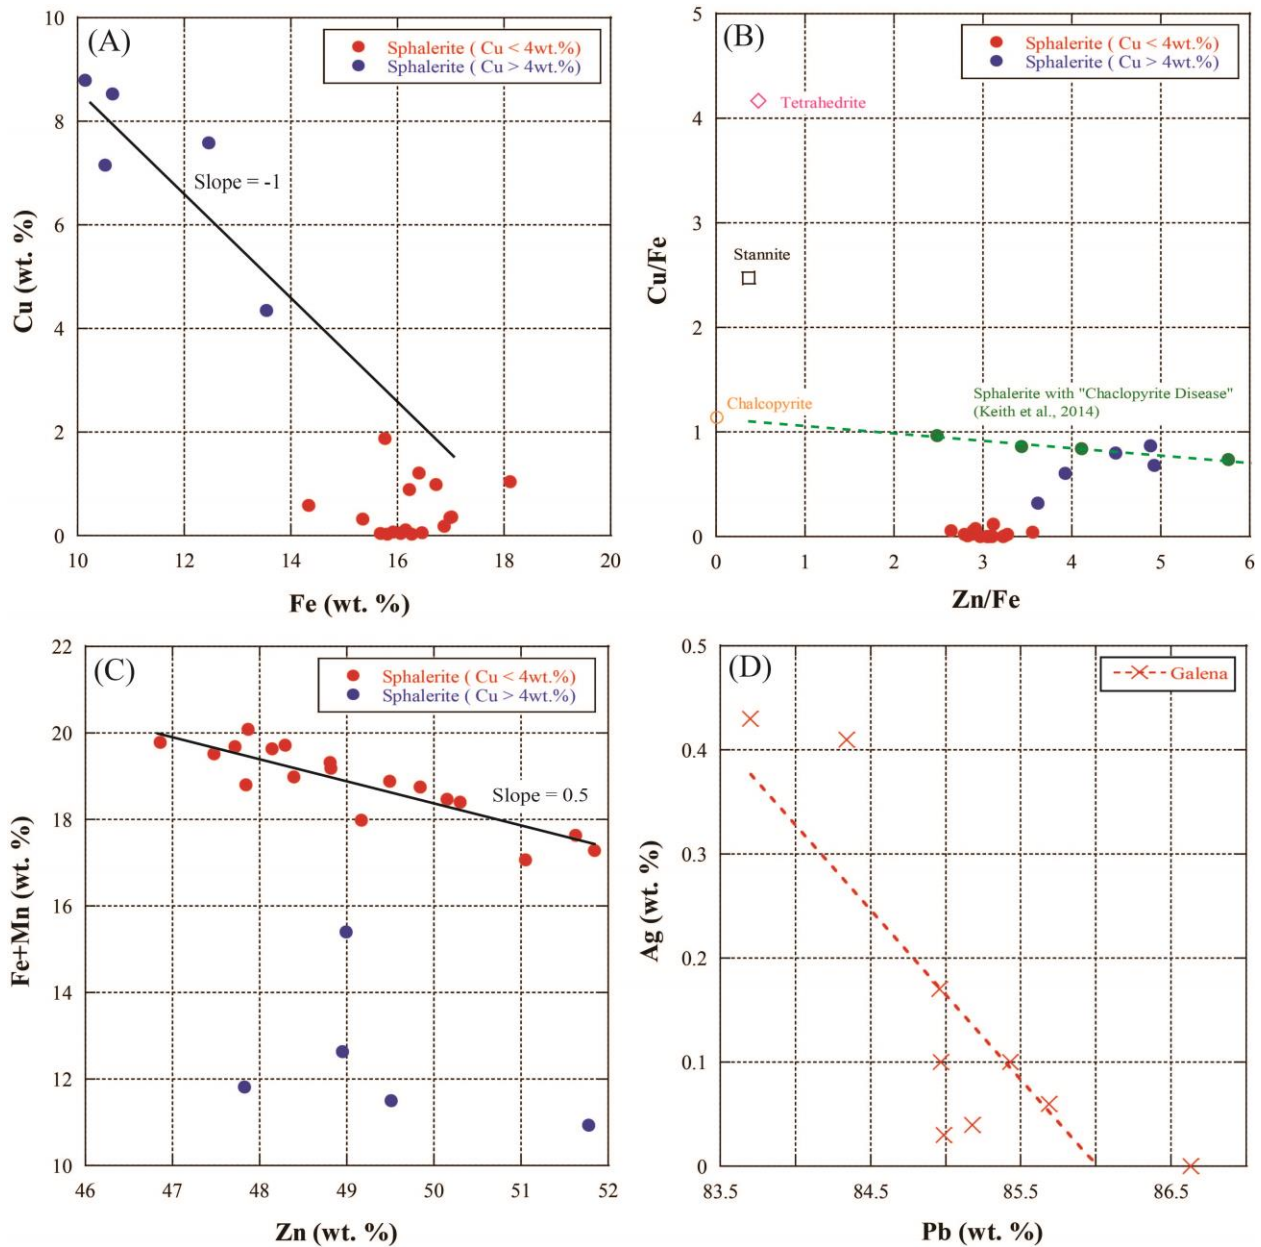 (A)
Sphalerite ( Cu < 4wt.%)
Sphalerite ( Cu > 4wt.%)
Slope = -1
10
8
6
4
2
0
Cu (wt. %)
10 12 14 16 18 20
Fe (wt. %)
(B)
Sphalerite ( Cu < 4wt.%)
Sphalerite ( Cu > 4wt.%)
Tetrahedrite
Stannite
Chalcopyrite
Sphalerite with "Chaclopyrite Disease"
(Keith et al., 2014)
5
4
3
2
1
0
Cu/Fe
0 1 2 3 4 5 6
Zn/Fe
(C)
Sphalerite ( Cu < 4wt.%)
Sphalerite ( Cu > 4wt.%)
Slope = 0.5
22
20
18
16
14
12
10
Fe+Mn (wt. %)
46 47 48 49 50 51 52
Zn (wt. %)
(D)
Galena
0.5
0.4
0.3
0.2
0.1
0
Ag (wt. %)
83.5 84.5 85.5 86.5
Pb (wt. %)